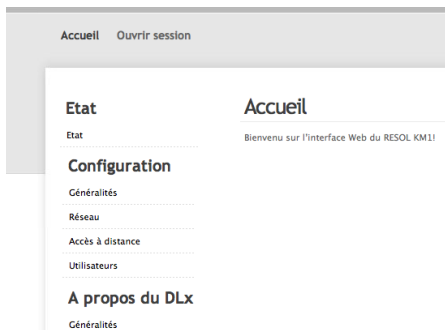 Accueil Ouvrir session
Etat
Etat
Configuration
Généralités
Réseau
Accès à distance
Utilisateurs
A propos du DLx
Généralités
Accueil
Bienvenu sur l'interface Web du RESOL KM1!